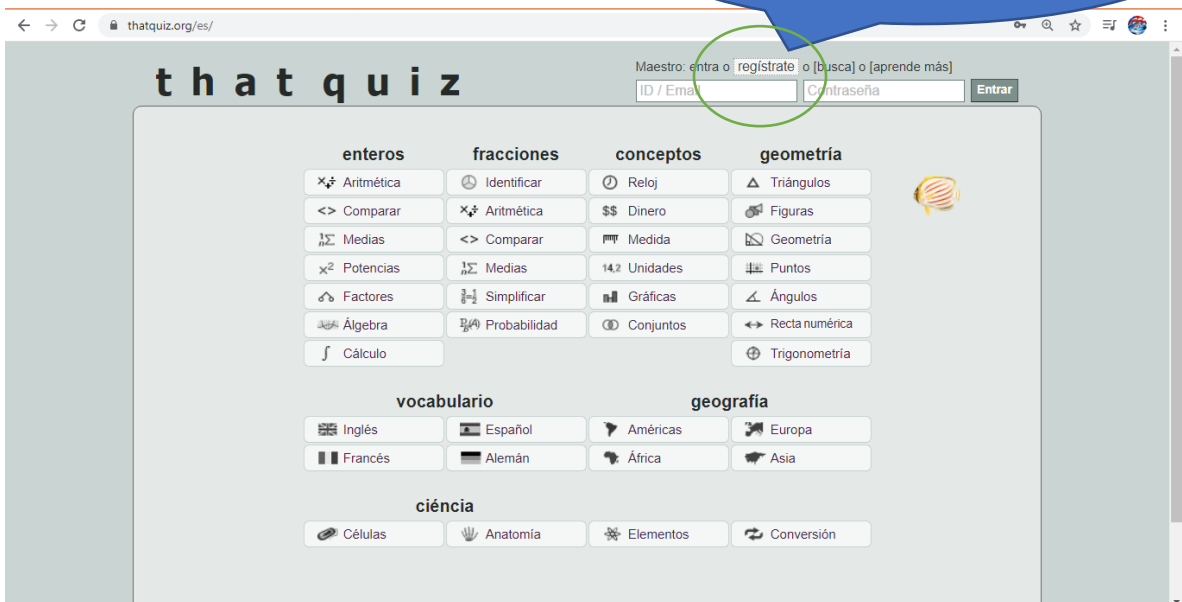 thatquiz.org/es/
that quiz
Maestro: entra o regístrate o [busca] o [aprende más]
ID / Email Contraseña Entrar
enteros fracciones conceptos geometría
Aritmética Identificar Reloj Triángulos
<> Comparar Aritmética $$ Dinero Figuras
Medias <> Comparar Medida Geometría
x² Potencias Medias 14,2 Unidades Puntos
Factores Simplificar Gráficas Ángulos
Álgebra Probabilidad Conjuntos Recta numérica
∫ Cálculo Trigonometría
vocabulario geografía
Inglés Español Américas Europa
Francés Alemán África Asia
ciéncia
Células Anatomía Elementos Conversión